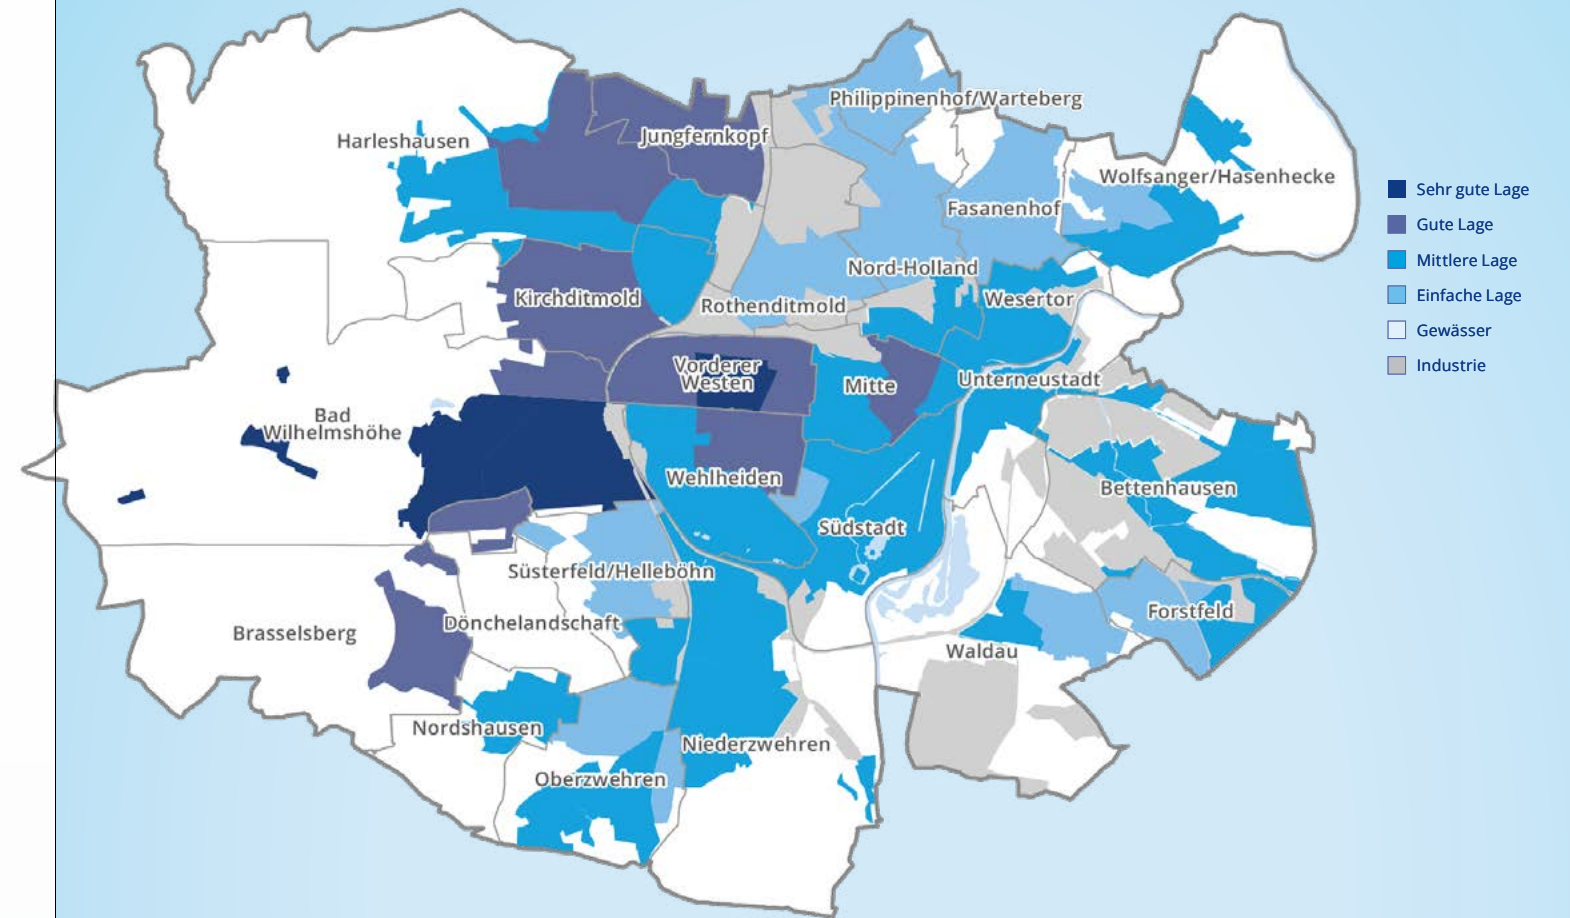 Philippinenhof/Warteberg
Harleshausen
Jungfernkopf
Wolfsanger/Hasenhecke
Fasanenhof
Nord-Holland
Kirchditmold
Rothenditmold
Wesertor
Vorderer
Westen
Mitte
Unterneustadt
Bad
Wilhelmshöhe
Wehlheiden
Bettenhausen
Südstadt
Süsterfeld/Helleböhn
Forstfeld
Dönchelandschaft
Brasselsberg
Waldau
Nordshausen
Niederzwehren
Oberzwehren
Sehr gute Lage
Gute Lage
Mittlere Lage
Einfache Lage
Gewässer
Industrie